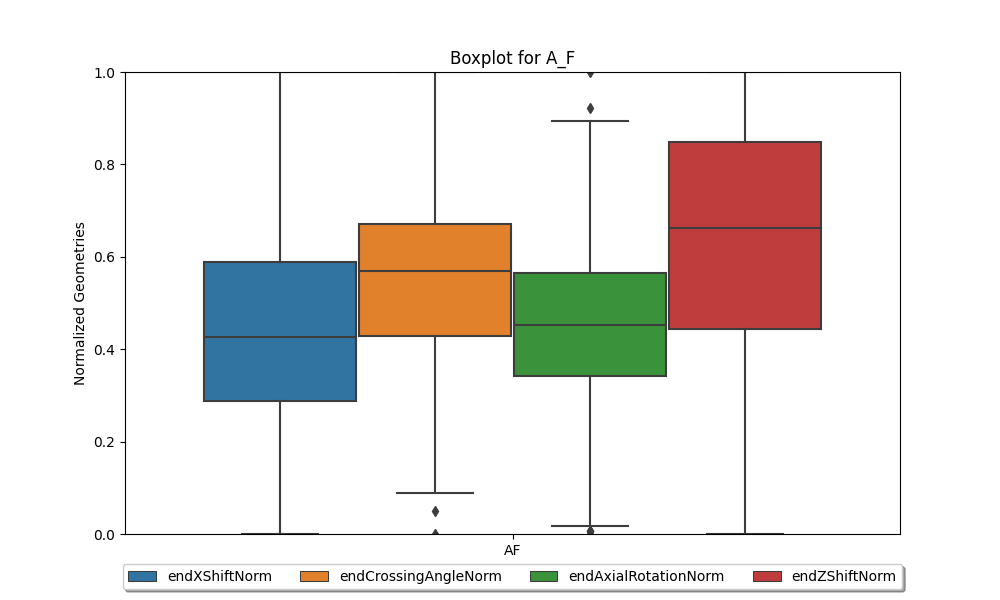 Boxplot for A_F
1.0
0.8
0.6
0.4
0.2
0.0
Normalized Geometries
AF
endXShiftNorm endCrossingAngleNorm endAxialRotationNorm endZShiftNorm